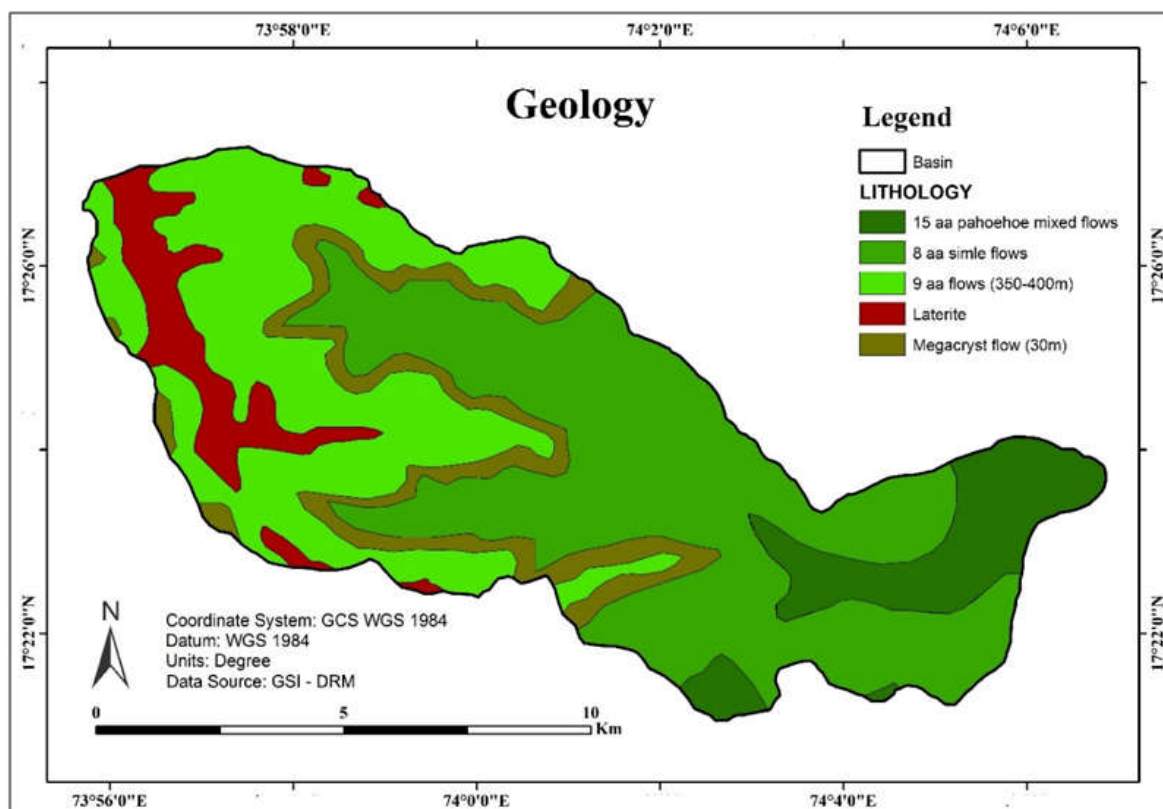 73°58'0"E 74°2'0"E 74°6'0"E
Geology
Legend
Basin
LITHOLOGY
15 aa pahoehoe mixed flows
8 aa simle flows
9 aa flows (350-400m)
Laterite
Megacryst flow (30m)
17°26'0"N
17°26'0"N
17°22'0"N
17°22'0"N
N
Coordinate System: GCS WGS 1984
Datum: WGS 1984
Units: Degree
Data Source: GSI - DRM
0 5 10
Km
73°56'0"E 74°0'0"E 74°4'0"E